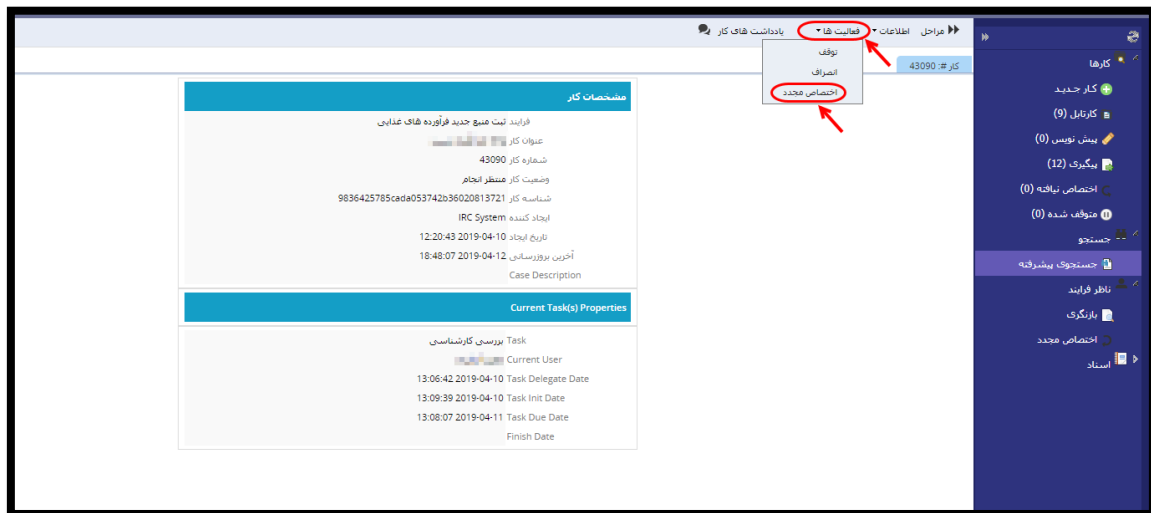 مراحل اطلاعات فعالیت ها یادداشت های کار
توقف
انصراف
اختصاص مجدد
کار #: 43090
کارها
کار جدید
کارتابل (9)
پیش نویس (0)
پیگیری (12)
اختصاص نیافته (0)
متوقف شده (0)
جستجو
جستجوی پیشرفته
ناظر فرایند
بازنگری
اختصاص مجدد
اسناد
مشخصات کار
فرایند ثبت منبع جدید فرآورده های غذایی
عنوان کار
شماره کار 43090
وضعیت کار منتظر انجام
شناسه کار 9836425785cada053742b36020813721
ایجاد کننده IRC System
تاریخ ایجاد 2019-04-10 12:20:43
آخرین بروزرسانی 2019-04-12 18:48:07
Case Description
Current Task(s) Properties
Task بررسی کارشناسی
Current User
Task Delegate Date 2019-04-10 13:06:42
Task Init Date 2019-04-10 13:09:39
Task Due Date 2019-04-11 13:08:07
Finish Date